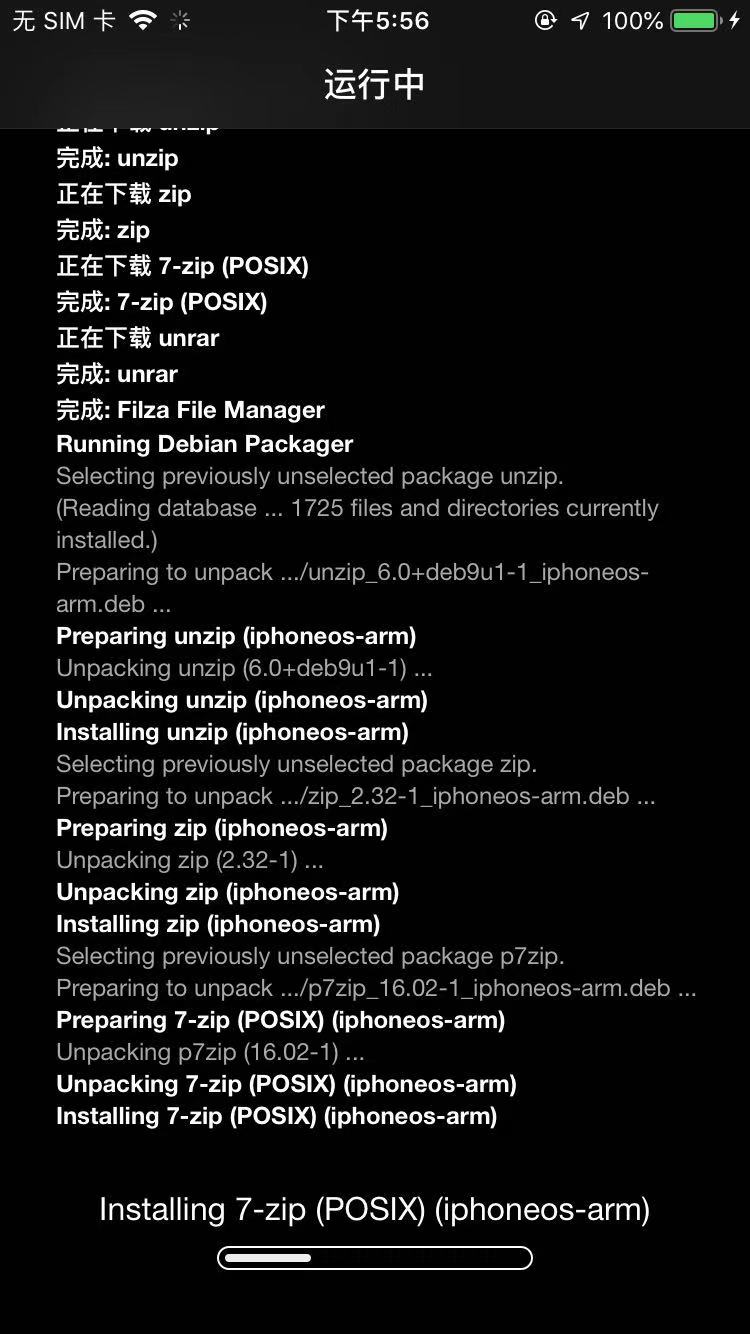 无 SIM 卡
下午5:56
100%
运行中
正在下载 unzip
完成: unzip
正在下载 zip
完成: zip
正在下载 7-zip (POSIX)
完成: 7-zip (POSIX)
正在下载 unrar
完成: unrar
完成: Filza File Manager
Running Debian Packager
Selecting previously unselected package unzip.
(Reading database ... 1725 files and directories currently
installed.)
Preparing to unpack .../unzip_6.0+deb9u1-1_iphoneos-
arm.deb ...
Preparing unzip (iphoneos-arm)
Unpacking unzip (6.0+deb9u1-1) ...
Unpacking unzip (iphoneos-arm)
Installing unzip (iphoneos-arm)
Selecting previously unselected package zip.
Preparing to unpack .../zip_2.32-1_iphoneos-arm.deb ...
Preparing zip (iphoneos-arm)
Unpacking zip (2.32-1) ...
Unpacking zip (iphoneos-arm)
Installing zip (iphoneos-arm)
Selecting previously unselected package p7zip.
Preparing to unpack .../p7zip_16.02-1_iphoneos-arm.deb ...
Preparing 7-zip (POSIX) (iphoneos-arm)
Unpacking p7zip (16.02-1) ...
Unpacking 7-zip (POSIX) (iphoneos-arm)
Installing 7-zip (POSIX) (iphoneos-arm)
Installing 7-zip (POSIX) (iphoneos-arm)